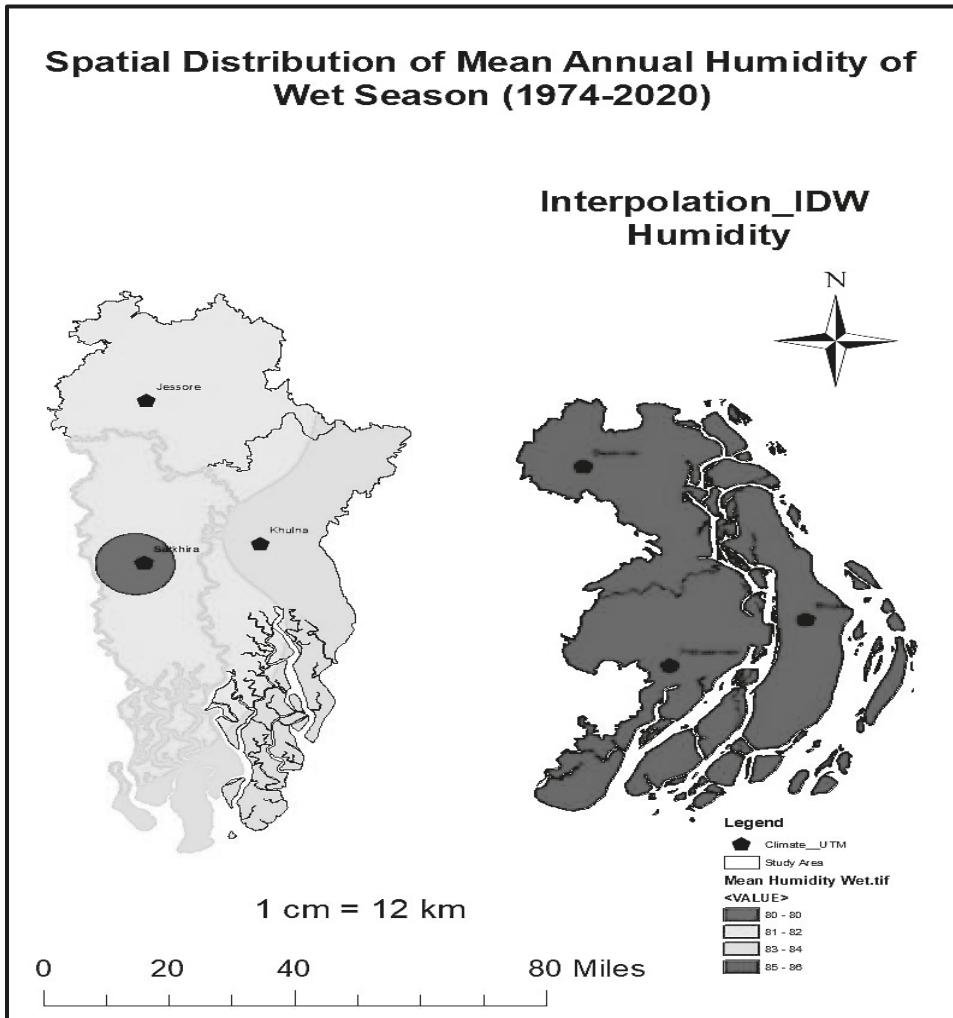 Spatial Distribution of Mean Annual Humidity of
Wet Season (1974-2020)
Interpolation_IDW
Humidity
N
Jessore
Khulna
Satkhira
Legend
Climate__UTM
Study Area
Mean Humidity Wet.tif
<VALUE>
80 - 80
81 - 82
83 - 84
85 - 86
1 cm = 12 km
0 20 40 80 Miles